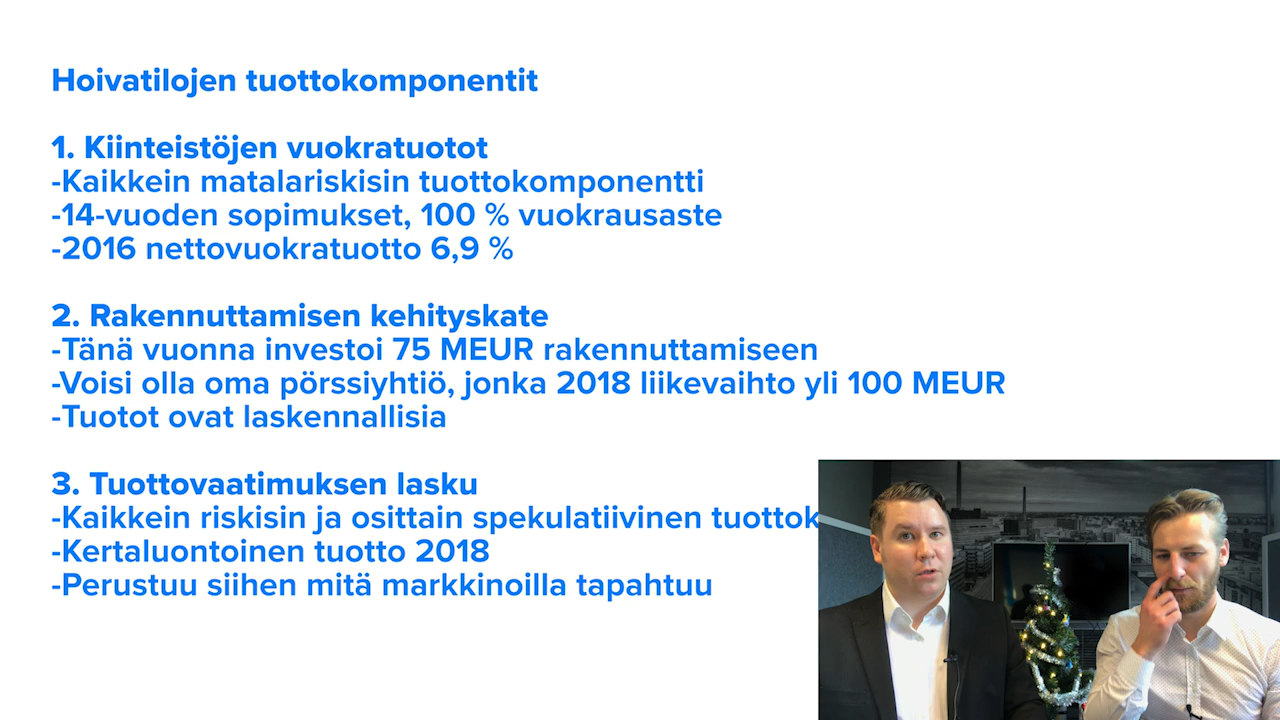 Hoivatilojen tuottokomponentit
1. Kiinteistöjen vuokratuotot
-Kaikkein matalariskisin tuottokomponentti
-14-vuoden sopimukset, 100 % vuokrausaste
-2016 nettovuokratuotto 6,9 %
2. Rakennuttamisen kehityskate
-Tänä vuonna investoi 75 MEUR rakennuttamiseen
-Voisi olla oma pörssiyhtiö, jonka 2018 liikevaihto yli 100 MEUR
-Tuotot ovat laskennallisia
3. Tuottovaatimuksen lasku
-Kaikkein riskisin ja osittain spekulatiivinen
-Kertaluontoinen tuotto 2018
-Perustuu siihen mitä markkinoilla tapahtuu